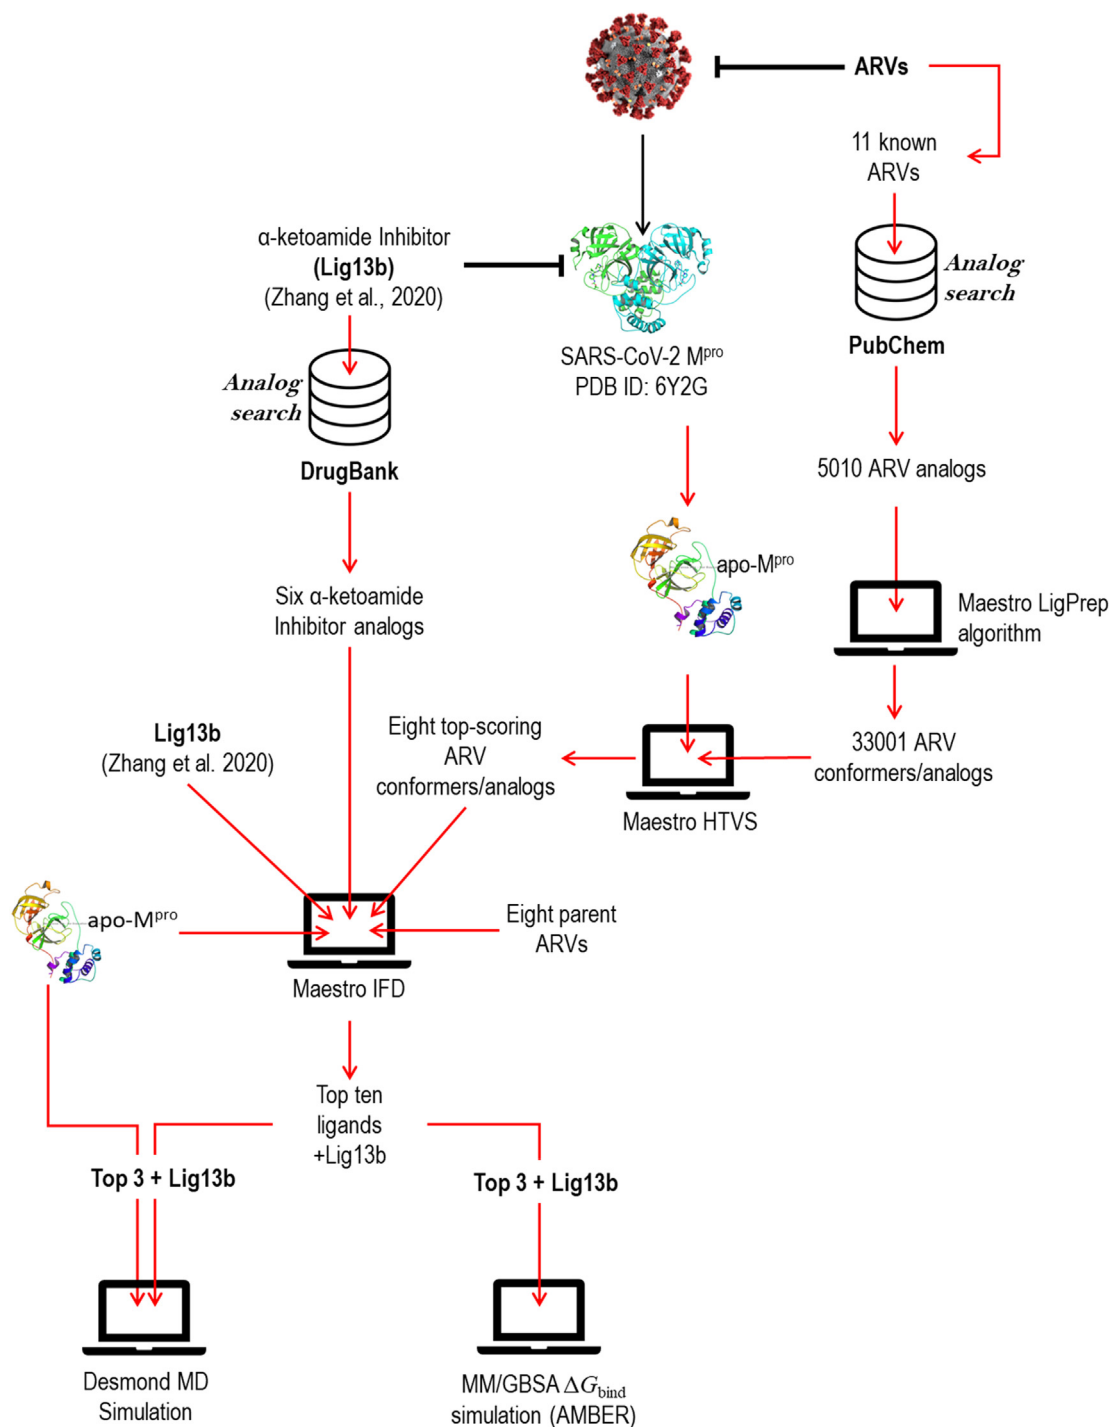 ARVs
11 known
ARVs
α-ketoamide Inhibitor
(Lig13b)
(Zhang et al., 2020)
Analog
search
PubChem
SARS-CoV-2 Mpro
PDB ID: 6Y2G
Analog
search
DrugBank
5010 ARV analogs
apo-Mpro
Six α-ketoamide
Inhibitor analogs
Maestro LigPrep
algorithm
Lig13b
(Zhang et al. 2020)
Eight top-scoring
ARV
conformers/analogs
33001 ARV
conformers/analogs
Maestro HTVS
apo-Mpro
Eight parent
ARVs
Maestro IFD
Top ten
ligands
+Lig13b
Top 3 + Lig13b
Top 3 + Lig13b
Desmond MD
Simulation
MM/GBSA ΔGbind
simulation (AMBER)